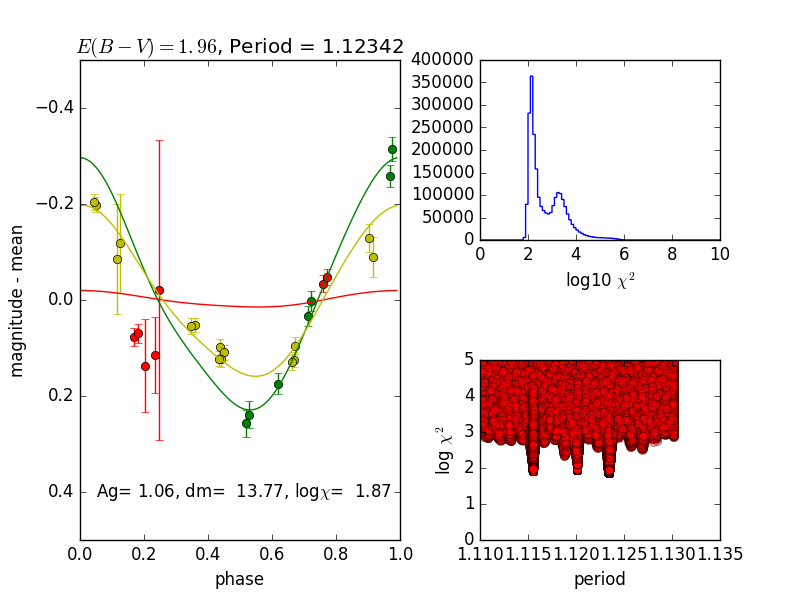 E(B−V)=1.96, Period = 1.12342
magnitude - mean
−0.4
−0.2
0.0
0.2
0.4
Ag= 1.06, dm= 13.77, logχ= 1.87
0.0 0.2 0.4 0.6 0.8 1.0
phase
400000
350000
300000
250000
200000
150000
100000
50000
0
0 2 4 6 8 10
log10 χ²
log χ²
5
4
3
2
1
0
1.110 1.115 1.120 1.125 1.130 1.135
period